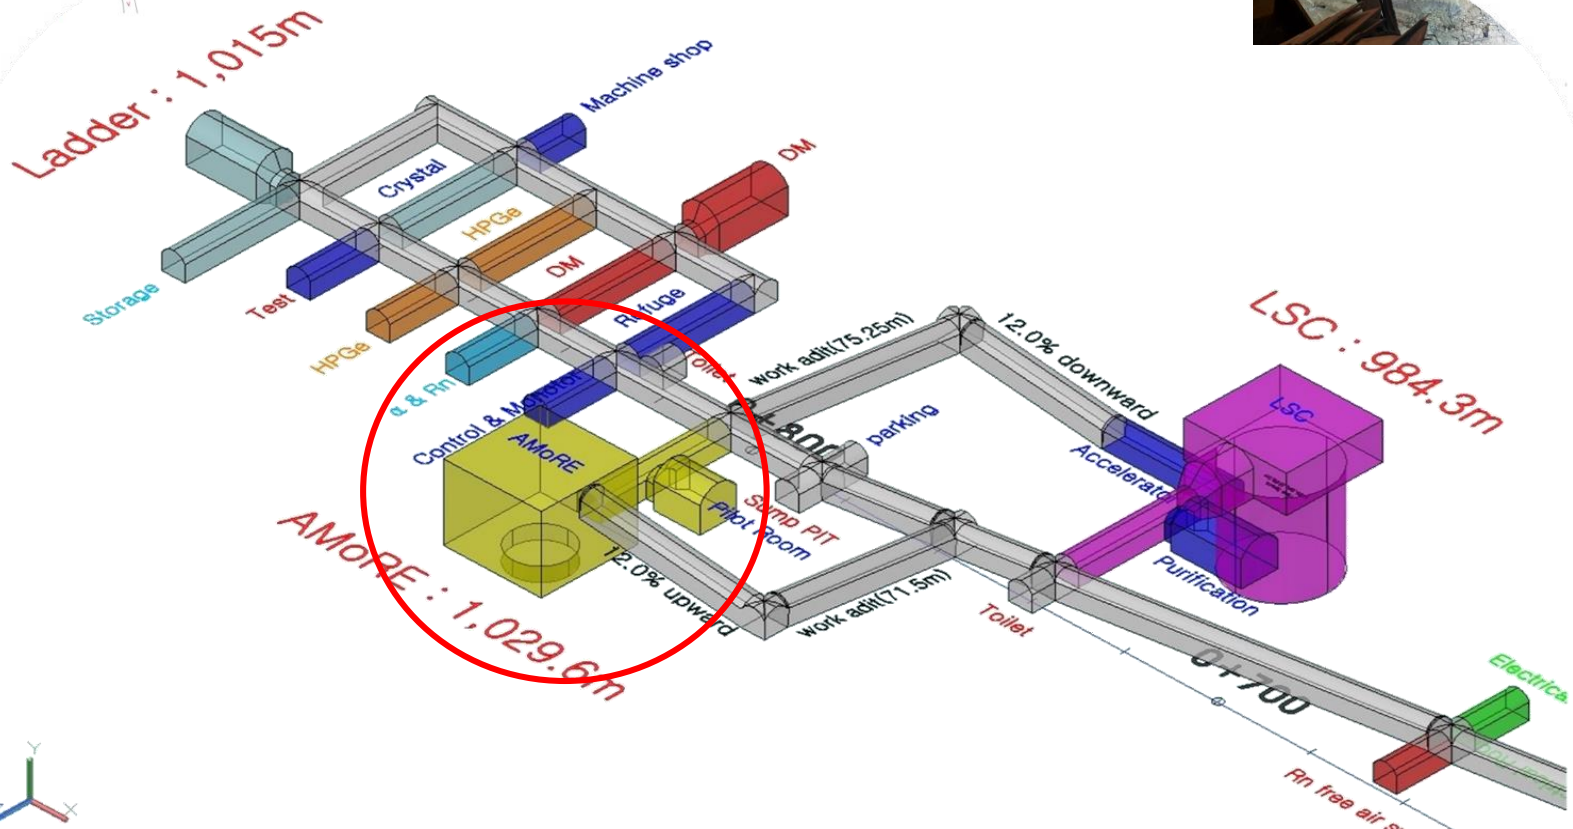 Ladder : 1,015m
Machine shop
DM
Crystal
HPGe
DM
Refuge
Storage
Test
HPGe
α & Rn
Control & Monotor
Toilet
work adit(75.25m)
12.0% downward
LSC : 984.3m
LSC
parking
Accelerator
AMoRE
Sump PIT
Pilot Room
Purification
AMoRE : 1,029.6m
12.0% upward
work adit(71.5m)
Toilet
0+700
Rn free air
Y
X